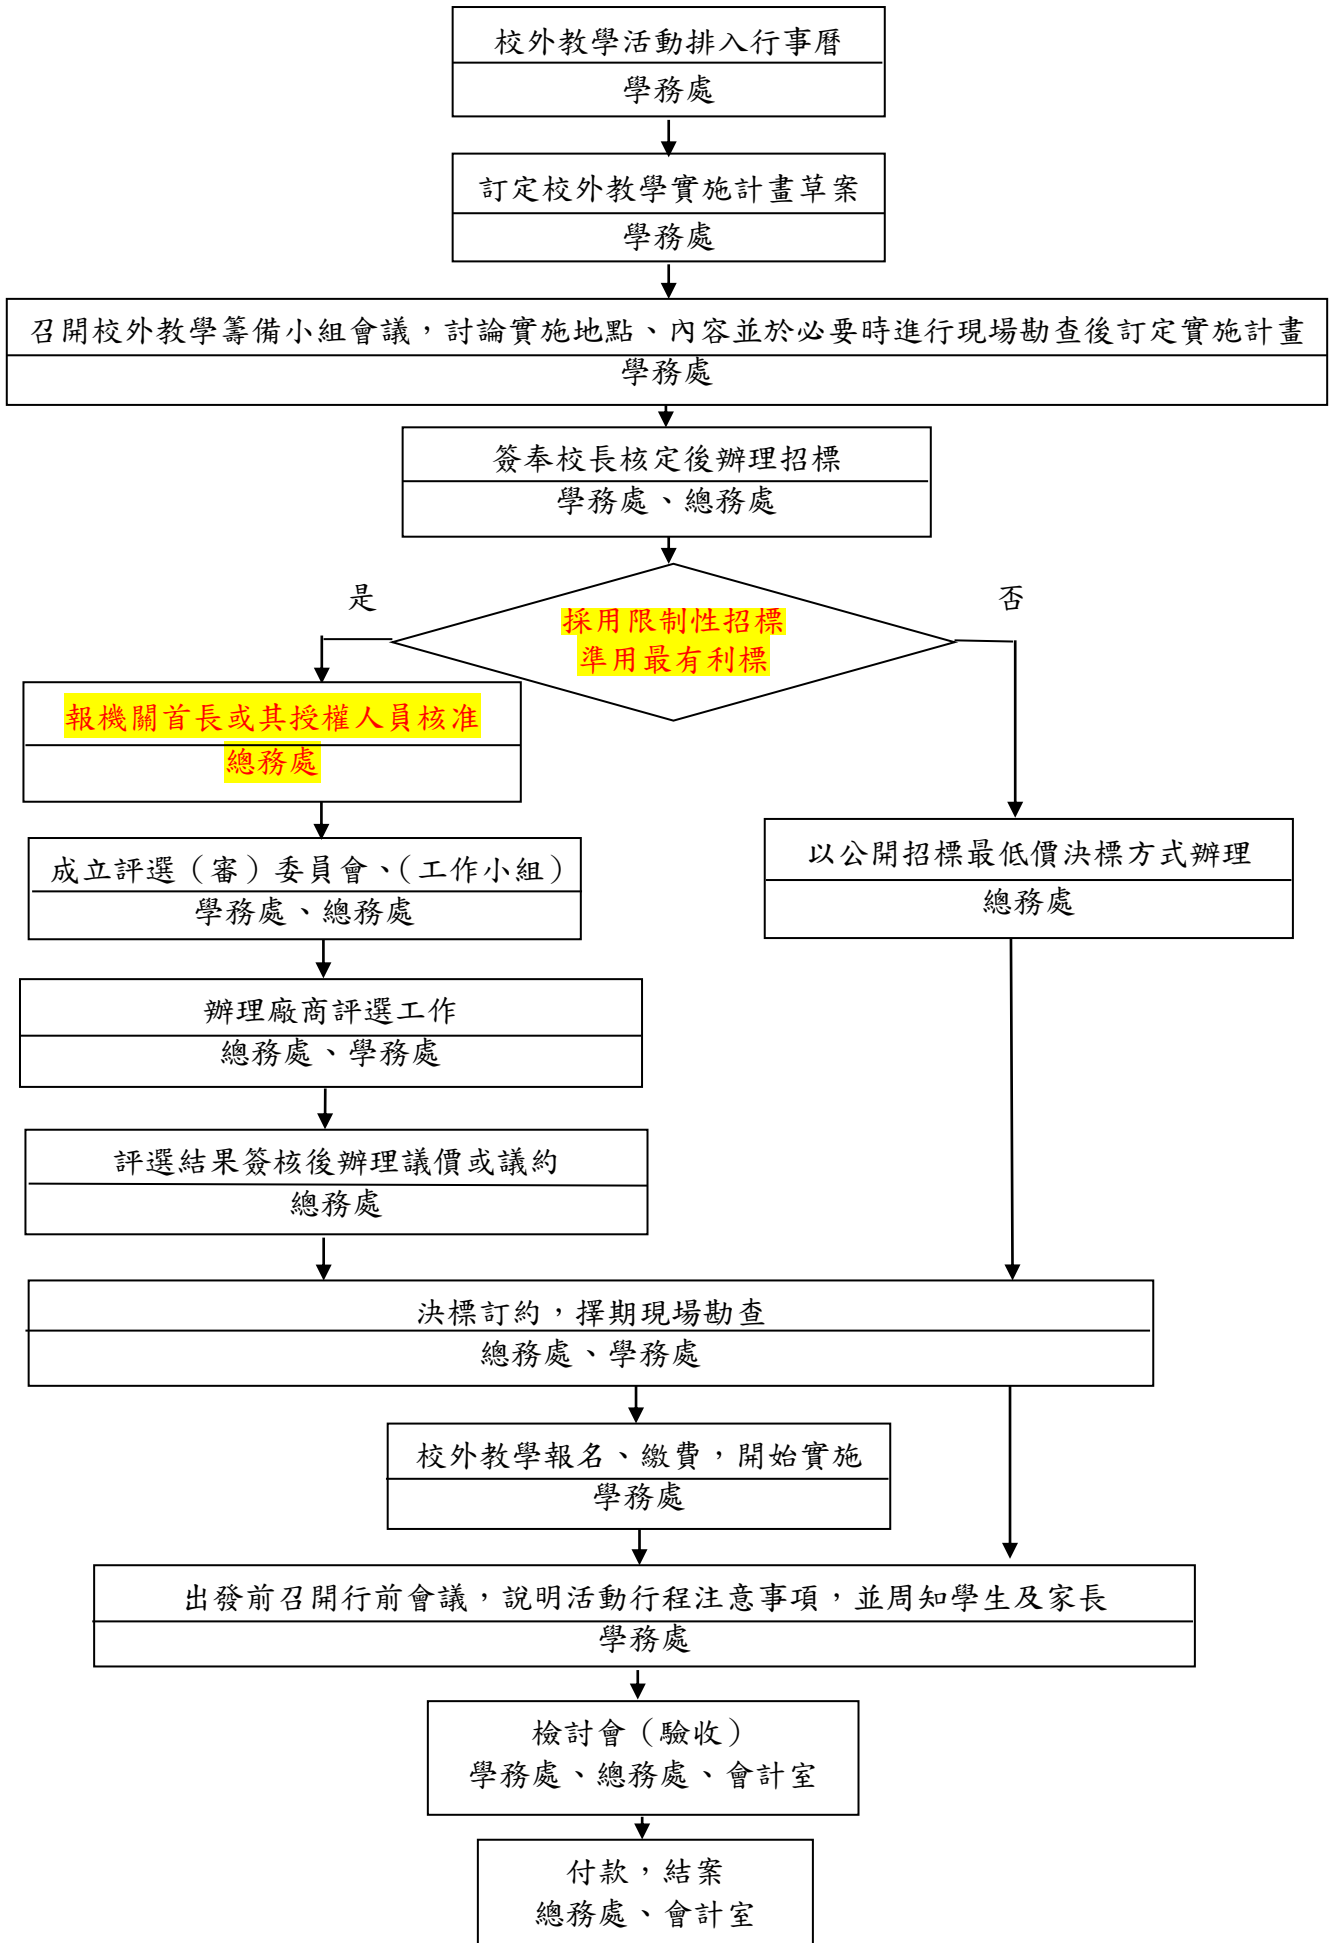 校外教學活動排入行事曆
學務處
訂定校外教學實施計畫草案
學務處
召開校外教學籌備小組會議，討論實施地點、內容並於必要時進行現場勘查後訂定實施計畫
學務處
簽奉校長核定後辦理招標
學務處、總務處
是
否
採用限制性招標
準用最有利標
報機關首長或其授權人員核准
總務處
成立評選（審）委員會、（工作小組）
學務處、總務處
以公開招標最低價決標方式辦理
總務處
辦理廠商評選工作
總務處、學務處
評選結果簽核後辦理議價或議約
總務處
決標訂約，擇期現場勘查
總務處、學務處
校外教學報名、繳費，開始實施
學務處
出發前召開行前會議，說明活動行程注意事項，並周知學生及家長
學務處
檢討會（驗收）
學務處、總務處、會計室
付款，結案
總務處、會計室